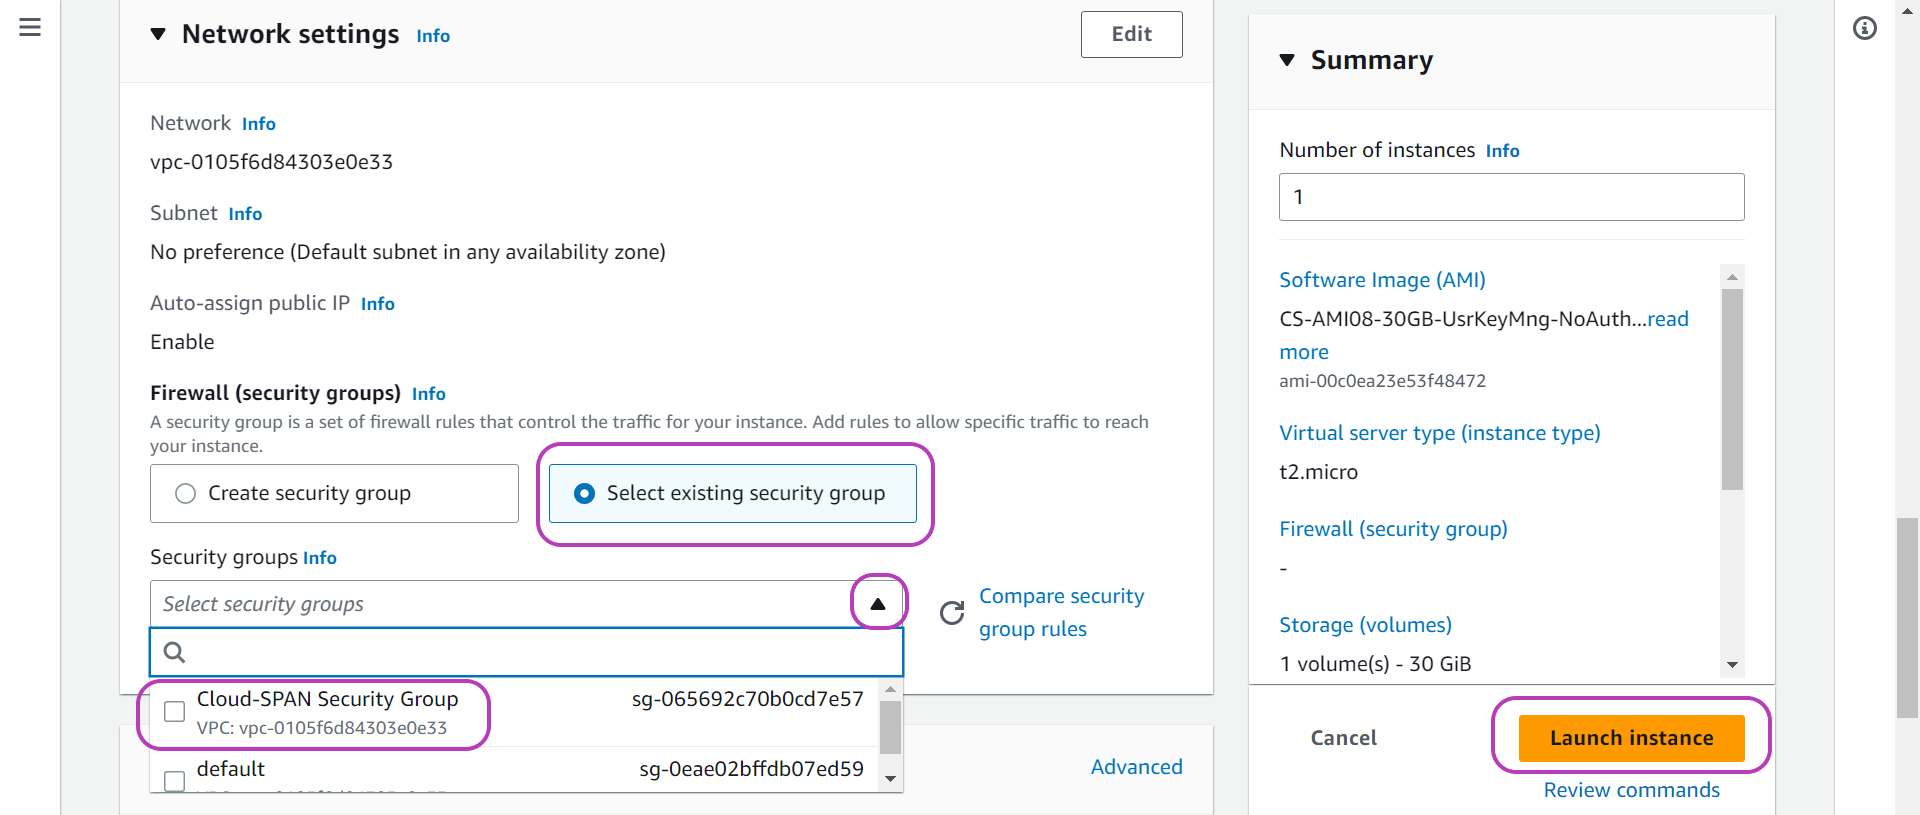 Network settings Info
Edit
Network Info
vpc-0105f6d84303e0e33
Subnet Info
No preference (Default subnet in any availability zone)
Auto-assign public IP Info
Enable
Firewall (security groups) Info
A security group is a set of firewall rules that control the traffic for your instance. Add rules to allow specific traffic to reach
your instance.
Create security group
Select existing security group
Security groups Info
Select security groups
Compare security
group rules
Cloud-SPAN Security Group sg-065692c70b0cd7e57
VPC: vpc-0105f6d84303e0e33
default sg-0eae02bffdb07ed59
Advanced
Summary
Number of instances Info
1
Software Image (AMI)
CS-AMI08-30GB-UsrKeyMng-NoAuth...read
more
ami-00c0ea23e53f48472
Virtual server type (instance type)
t2.micro
Firewall (security group)
-
Storage (volumes)
1 volume(s) - 30 GiB
Cancel
Launch instance
Review commands